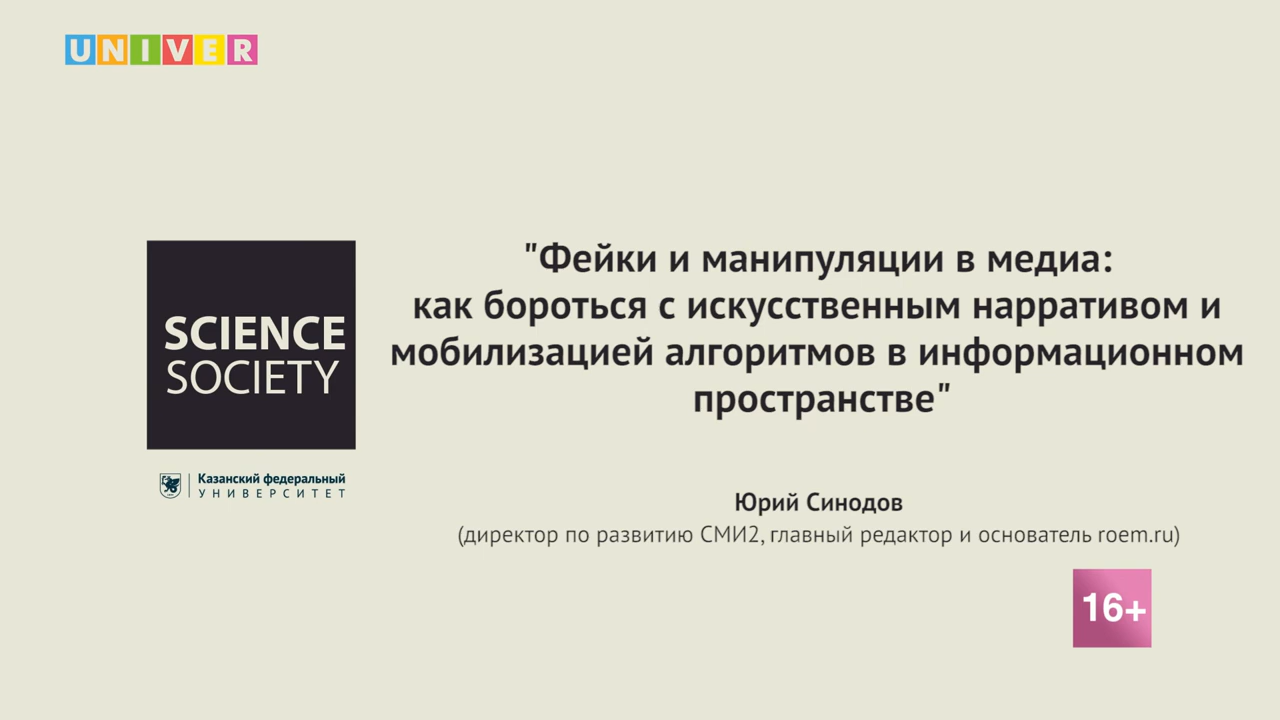 UNIVER
SCIENCE
SOCIETY
Казанский федеральный
УНИВЕРСИТЕТ
"Фейки и манипуляции в медиа:
как бороться с искусственным нарративом и
мобилизацией алгоритмов в информационном
пространстве"
Юрий Синодов
(директор по развитию СМИ2, главный редактор и основатель roem.ru)
16+